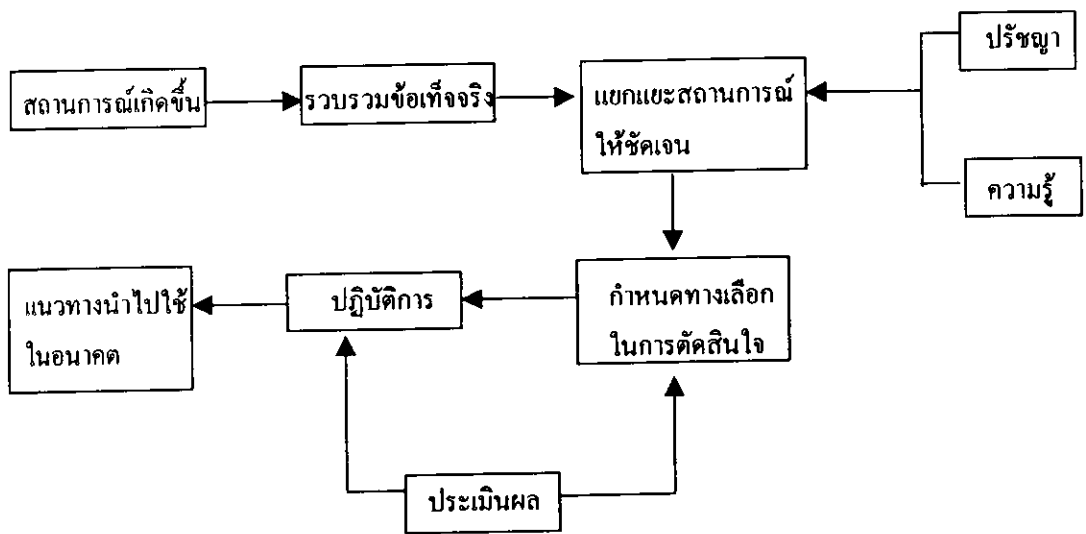 ปรัชญา
สถานการณ์เกิดขึ้น
รวบรวมข้อเท็จจริง
แยกแยะสถานการณ์
ให้ชัดเจน
ความรู้
แนวทางนำไปใช้
ในอนาคต
ปฏิบัติการ
กำหนดทางเลือก
ในการตัดสินใจ
ประเมินผล